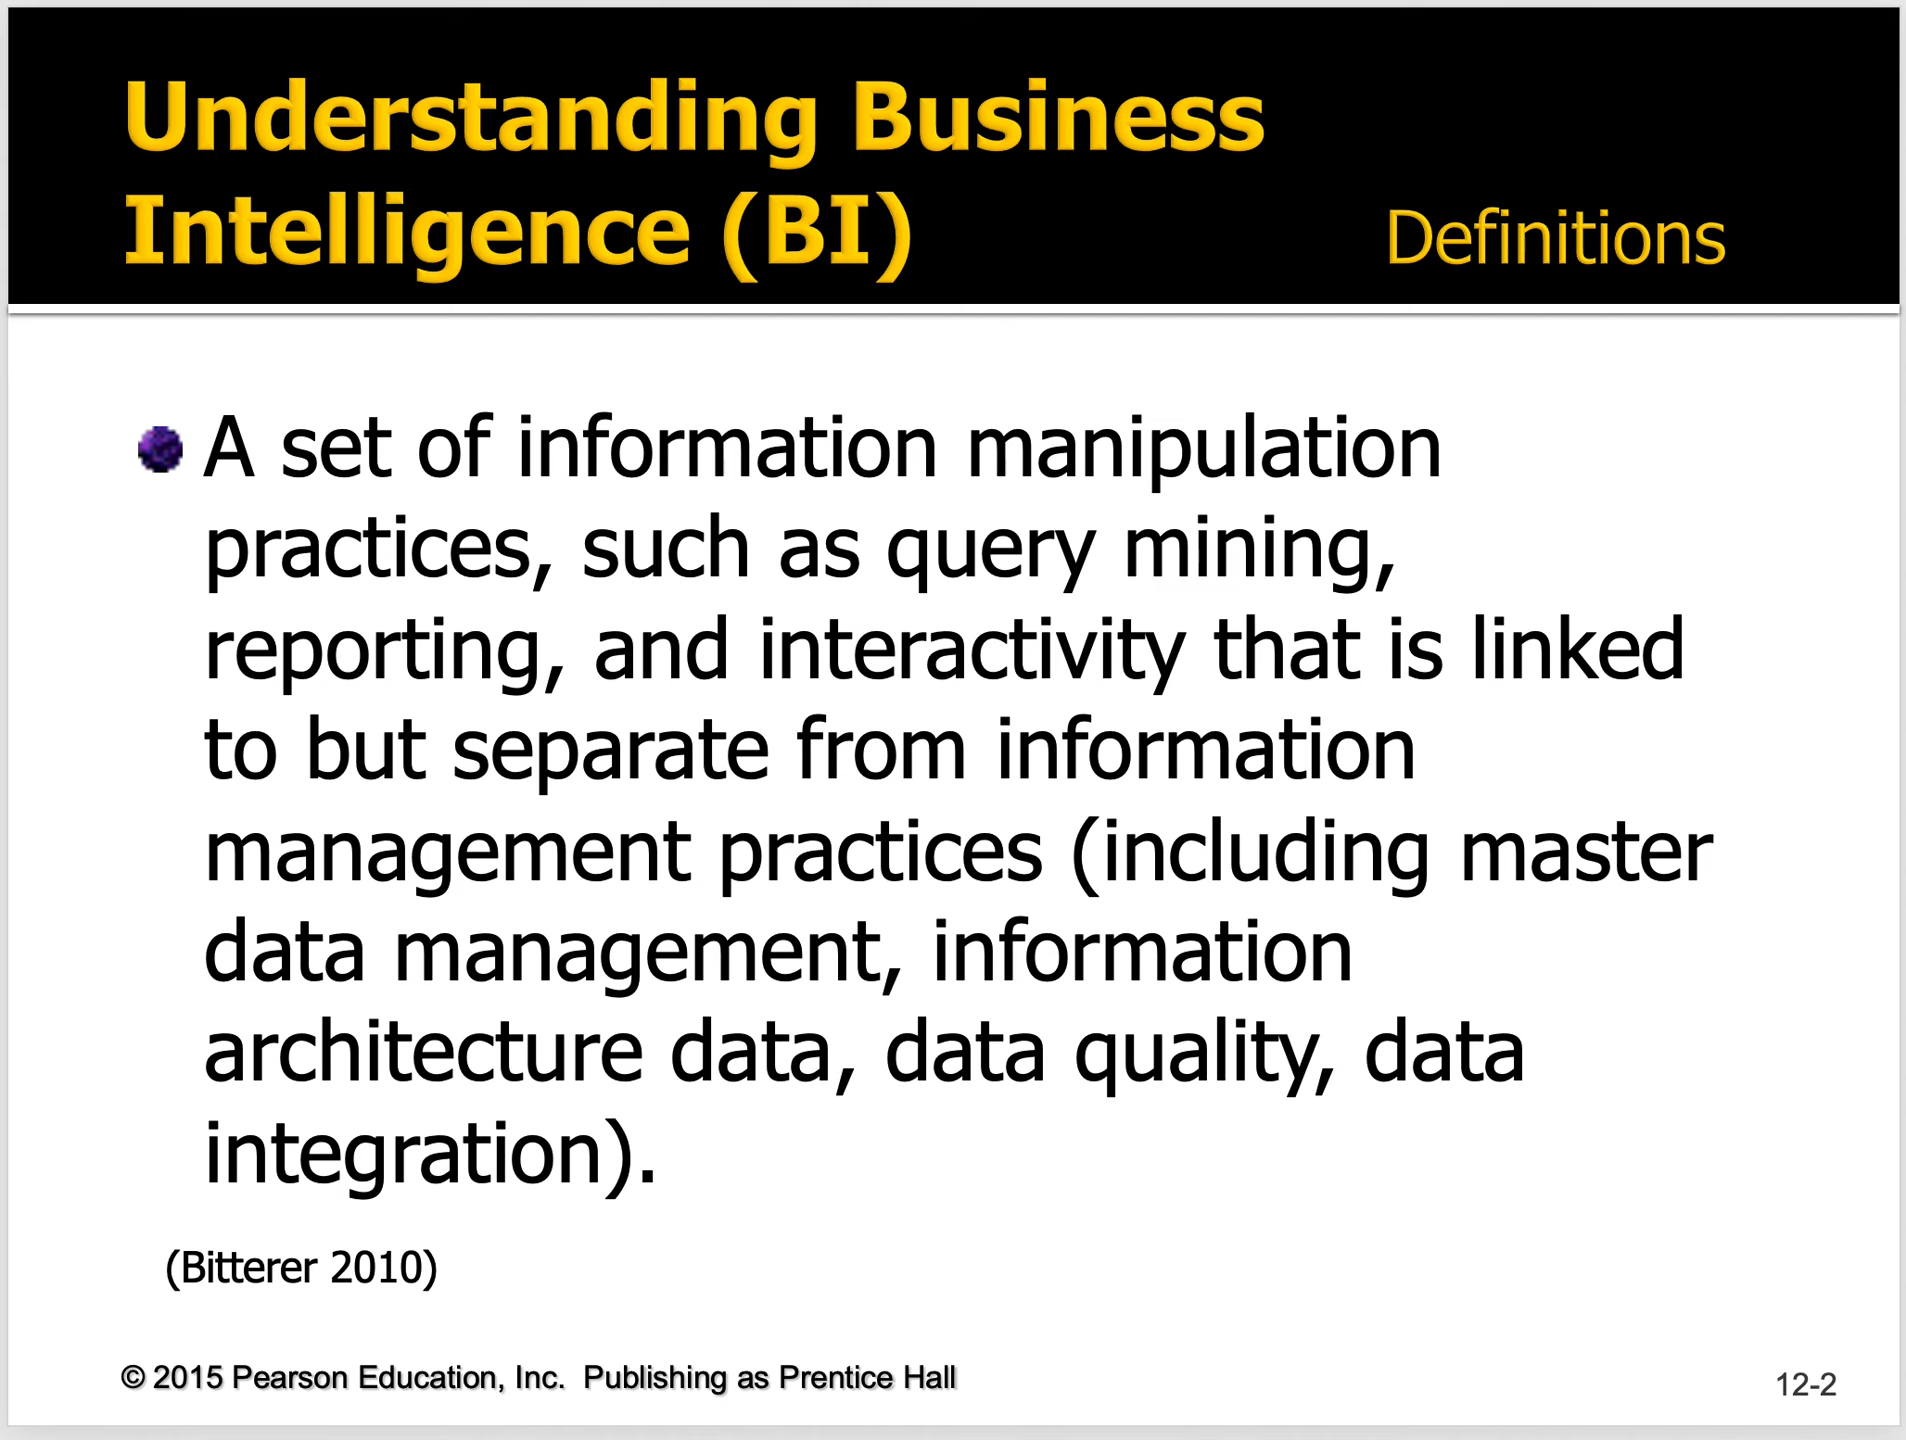 Understanding Business
Intelligence (BI) Definitions
A set of information manipulation
practices, such as query mining,
reporting, and interactivity that is linked
to but separate from information
management practices (including master
data management, information
architecture data, data quality, data
integration).
(Bitterer 2010)
© 2015 Pearson Education, Inc. Publishing as Prentice Hall
12-2